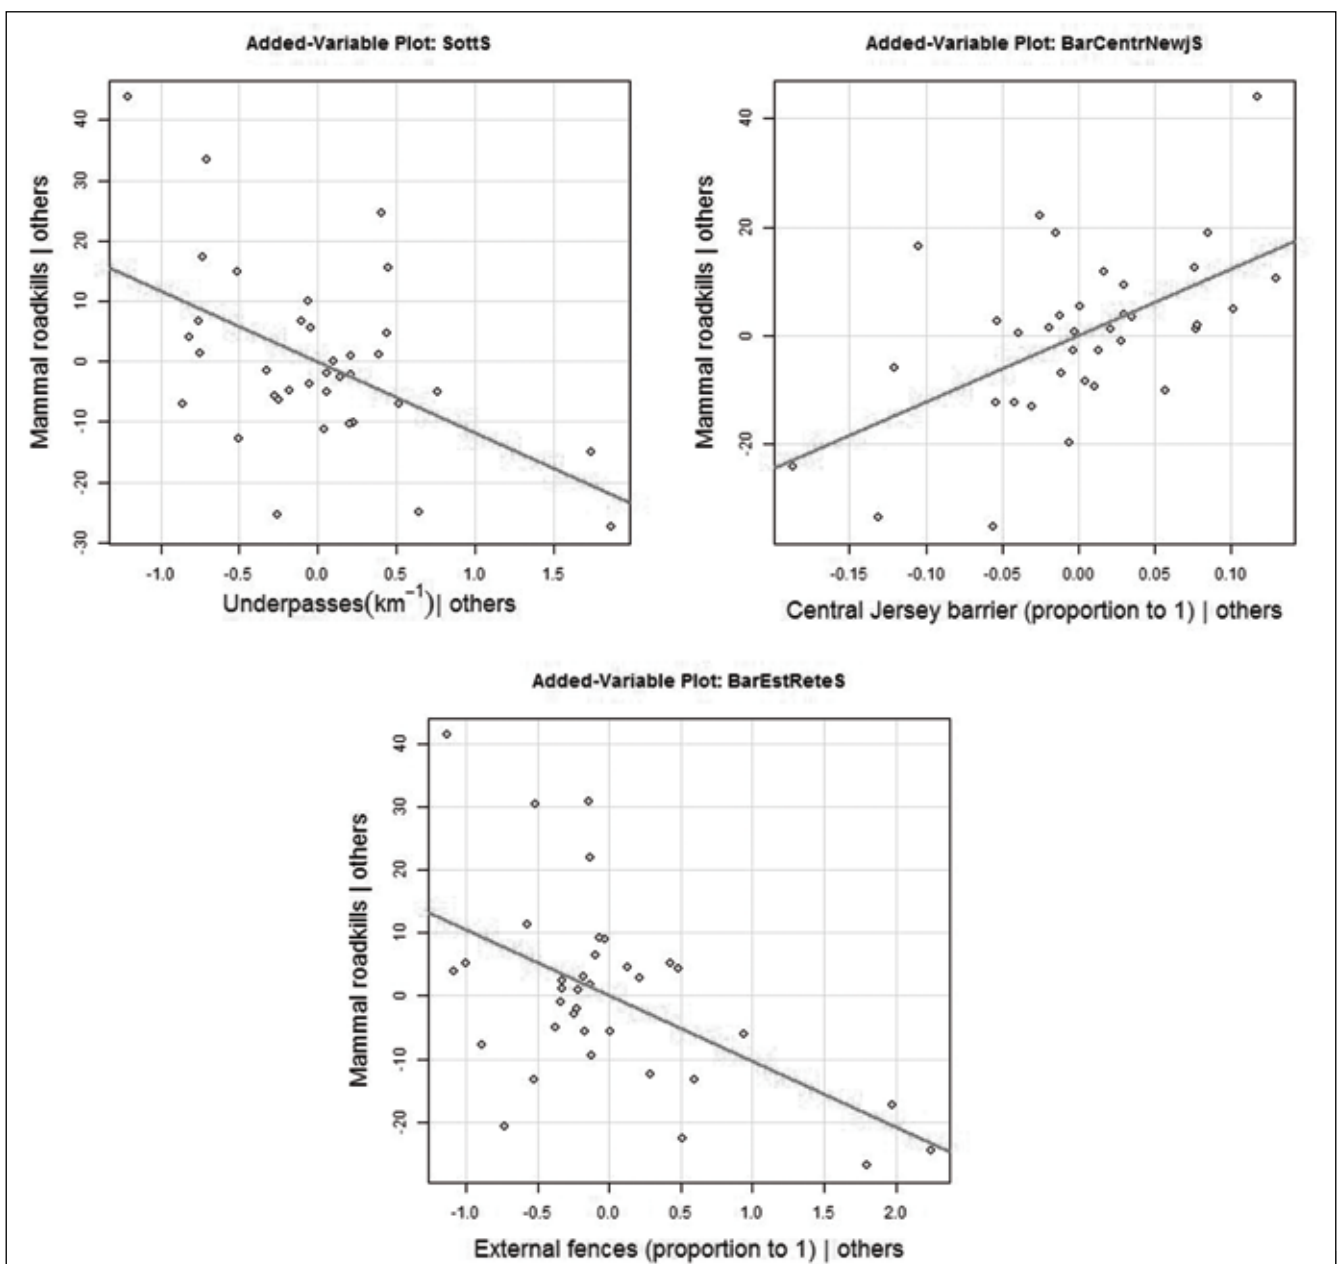 Added-Variable Plot: SottS
Mammal roadkills | others
40
30
20
10
0
-10
-20
-30
-1.0 -0.5 0.0 0.5 1.0 1.5
Underpasses(km⁻¹)| others
Added-Variable Plot: BarCentrNewjS
Mammal roadkills | others
40
20
0
-20
-0.15 -0.10 -0.05 0.00 0.05 0.10
Central Jersey barrier (proportion to 1) | others
Added-Variable Plot: BarEstReteS
Mammal roadkills | others
40
30
20
10
0
-10
-20
-1.0 -0.5 0.0 0.5 1.0 1.5 2.0
External fences (proportion to 1) | others